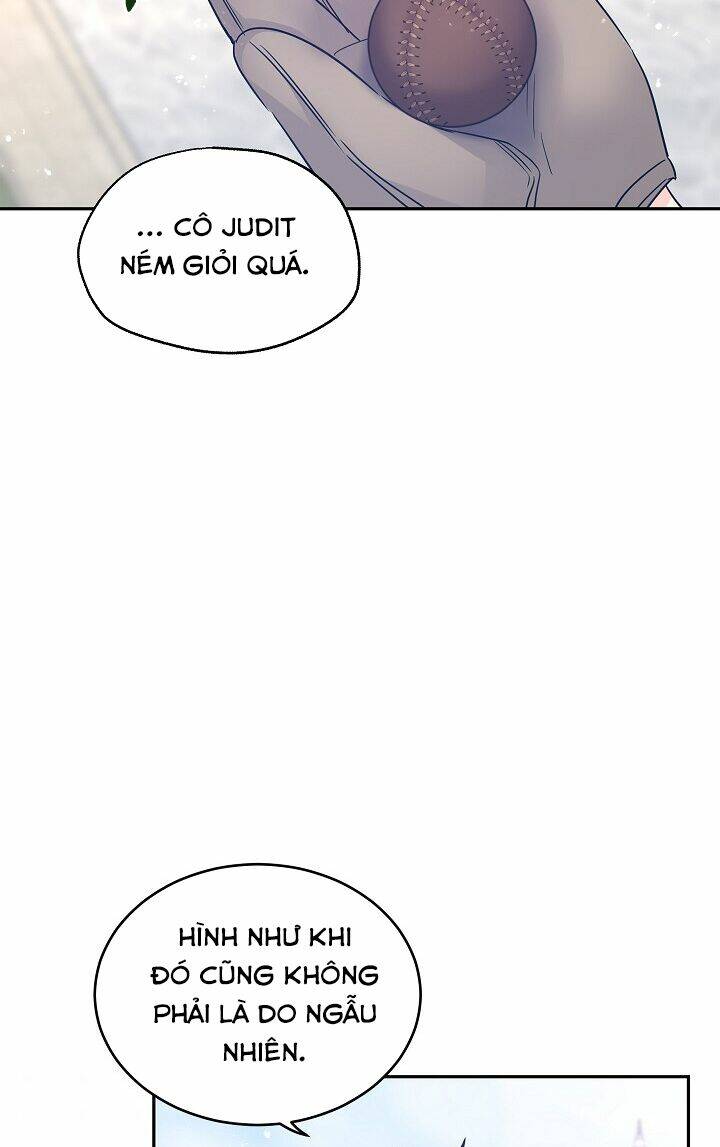 ... CÔ JUDIT
NÉM GIỎI QUÁ.
HÌNH NHƯ KHI
ĐÓ CŨNG KHÔNG
PHẢI LÀ DO NGẪU
NHIÊN.